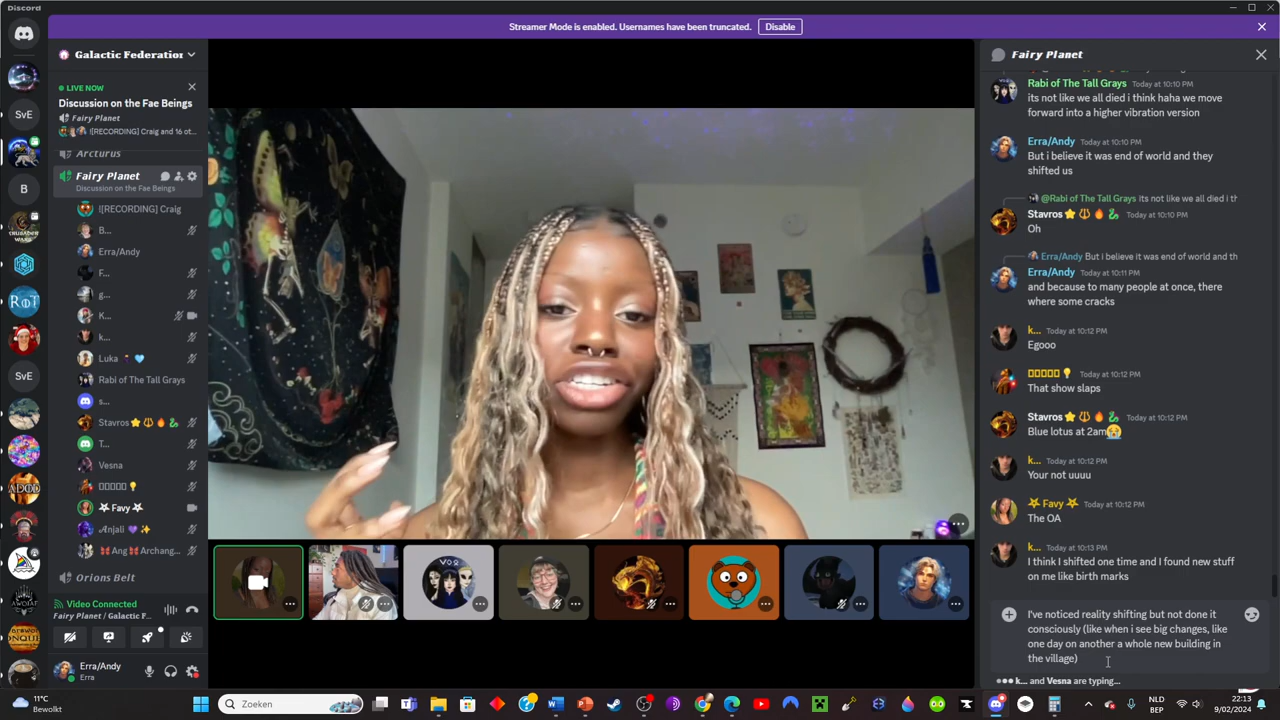 Discord
Streamer Mode is enabled. Usernames have been truncated.
Disable
Galactic Federation
LIVE NOW
Discussion on the Fae Beings
Fairy Planet
![RECORDING] Craig and 16 ot...
Arcturus
Fairy Planet
Discussion on the Fae Beings
![RECORDING] Craig
B...
Erra/Andy
F...
g...
K...
k...
Luka
Rabi of The Tall Grays
s...
Stavros
T...
Vesna
Favy
Anjali
Ang Archang...
Orions Belt
Video Connected
Fairy Planet / Galactic F...
Erra/Andy
Erra
SvE
B
RoT
SvE
Fairy Planet
Rabi of The Tall Grays Today at 10:10 PM
its not like we all died i think haha we move
forward into a higher vibration version
Erra/Andy Today at 10:10 PM
But i believe it was end of world and they
shifted us
@Rabi of The Tall Grays its not like we all died i th
Stavros Today at 10:10 PM
Oh
Erra/Andy But i believe it was end of world and th
Erra/Andy Today at 10:11 PM
and because to many people at once, there
where some cracks
k... Today at 10:12 PM
Egooo
Today at 10:12 PM
That show slaps
Stavros Today at 10:12 PM
Blue lotus at 2am😭
k... Today at 10:12 PM
Your not uuuu
Favy Today at 10:12 PM
The OA
k... Today at 10:13 PM
I think I shifted one time and I found new stuff
on me like birth marks
I've noticed reality shifting but not done it
consciously (like when i see big changes, like
one day on another a whole new building in
the village)
k... and Vesna are typing...
11°C
Bewolkt
Zoeken
NLD
BEP
22:13
9/02/2024